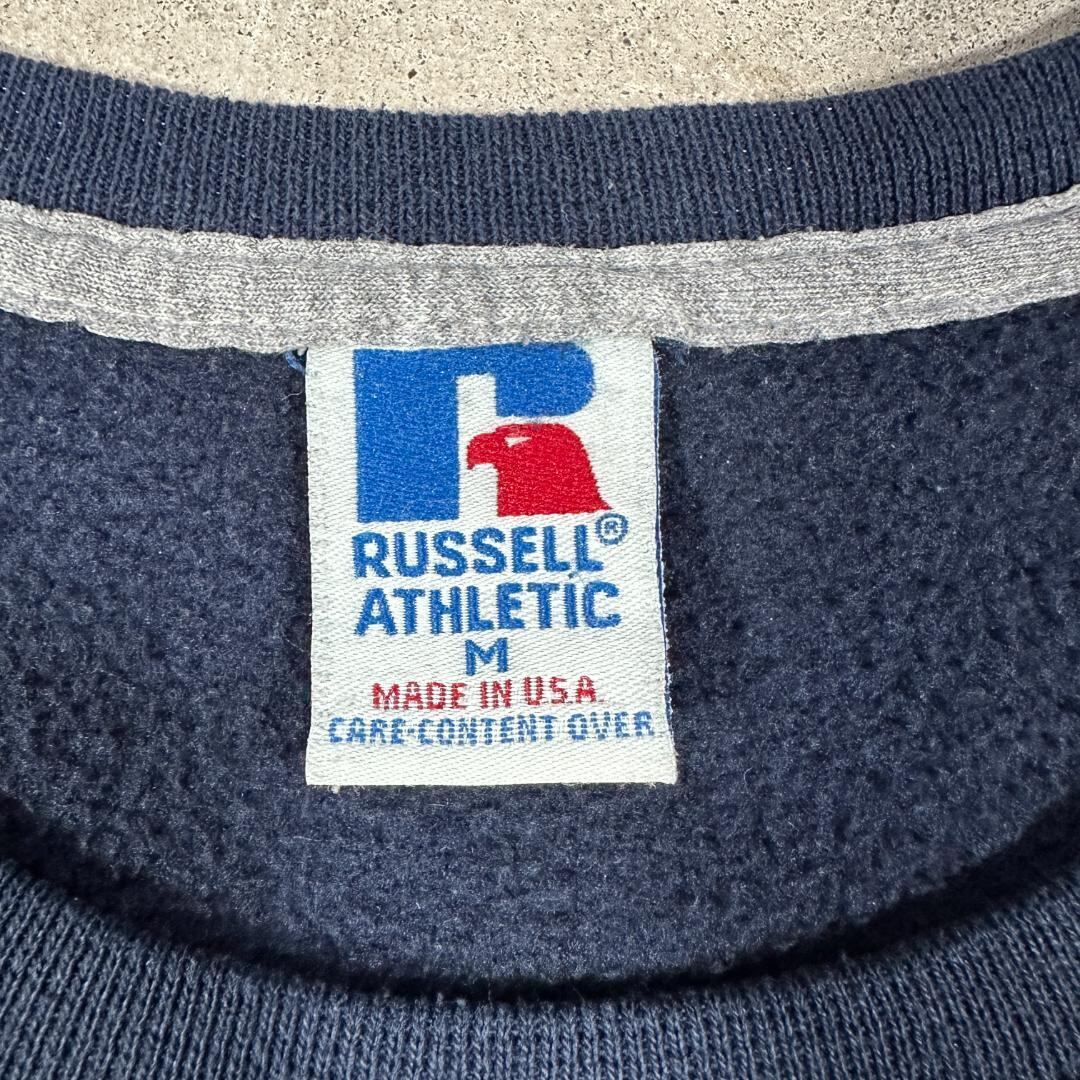 RUSSELL®
ATHLETIC
M
MADE IN U.S.A.
CARE-CONTENT OVER